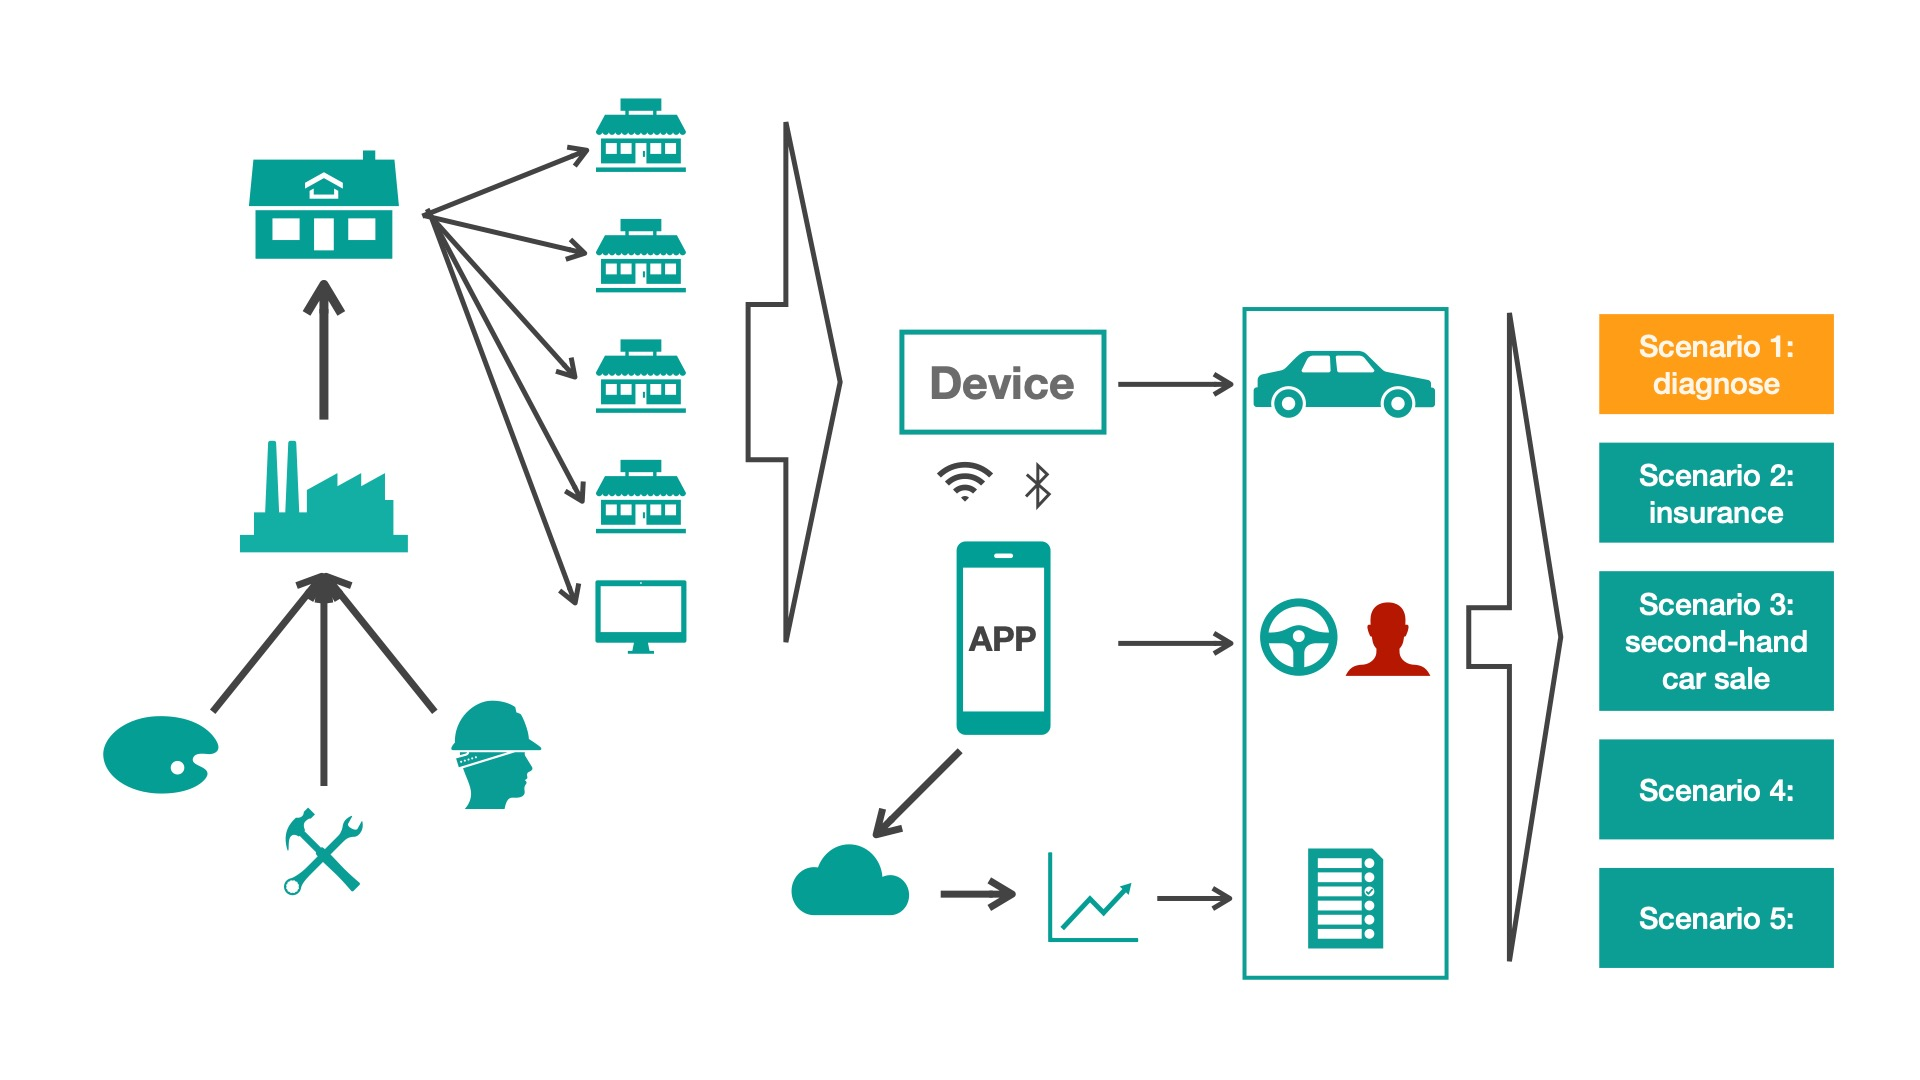 Device
APP
Scenario 1:
diagnose
Scenario 2:
insurance
Scenario 3:
second-hand
car sale
Scenario 4:
Scenario 5: